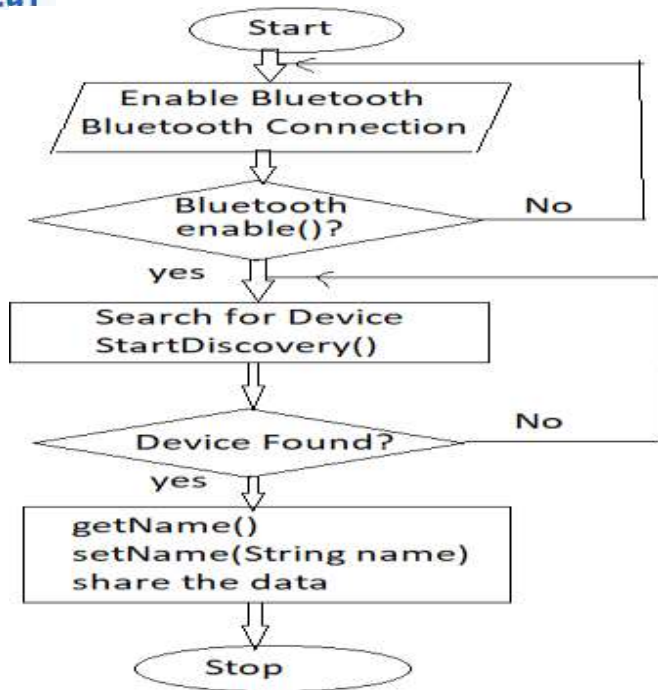 Start
Enable Bluetooth
Bluetooth Connection
Bluetooth
enable()?
No
yes
Search for Device
StartDiscovery()
Device Found?
No
yes
getName()
setName(String name)
share the data
Stop